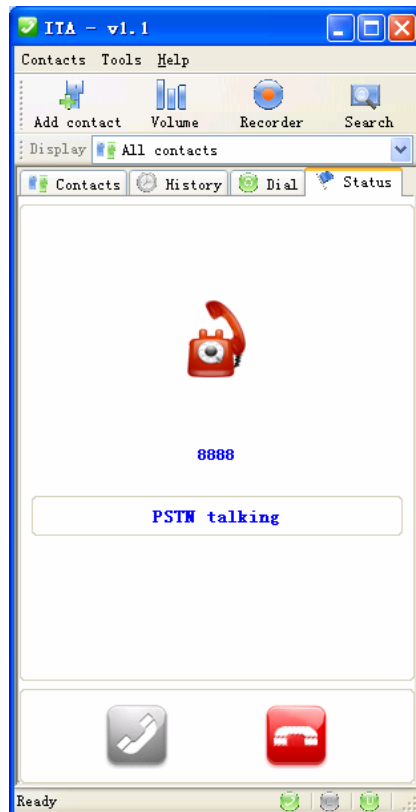 ITA - v1.1
Contacts Tools Help
Add contact Volume Recorder Search
Display All contacts
Contacts History Dial Status
8888
PSTN talking
Ready